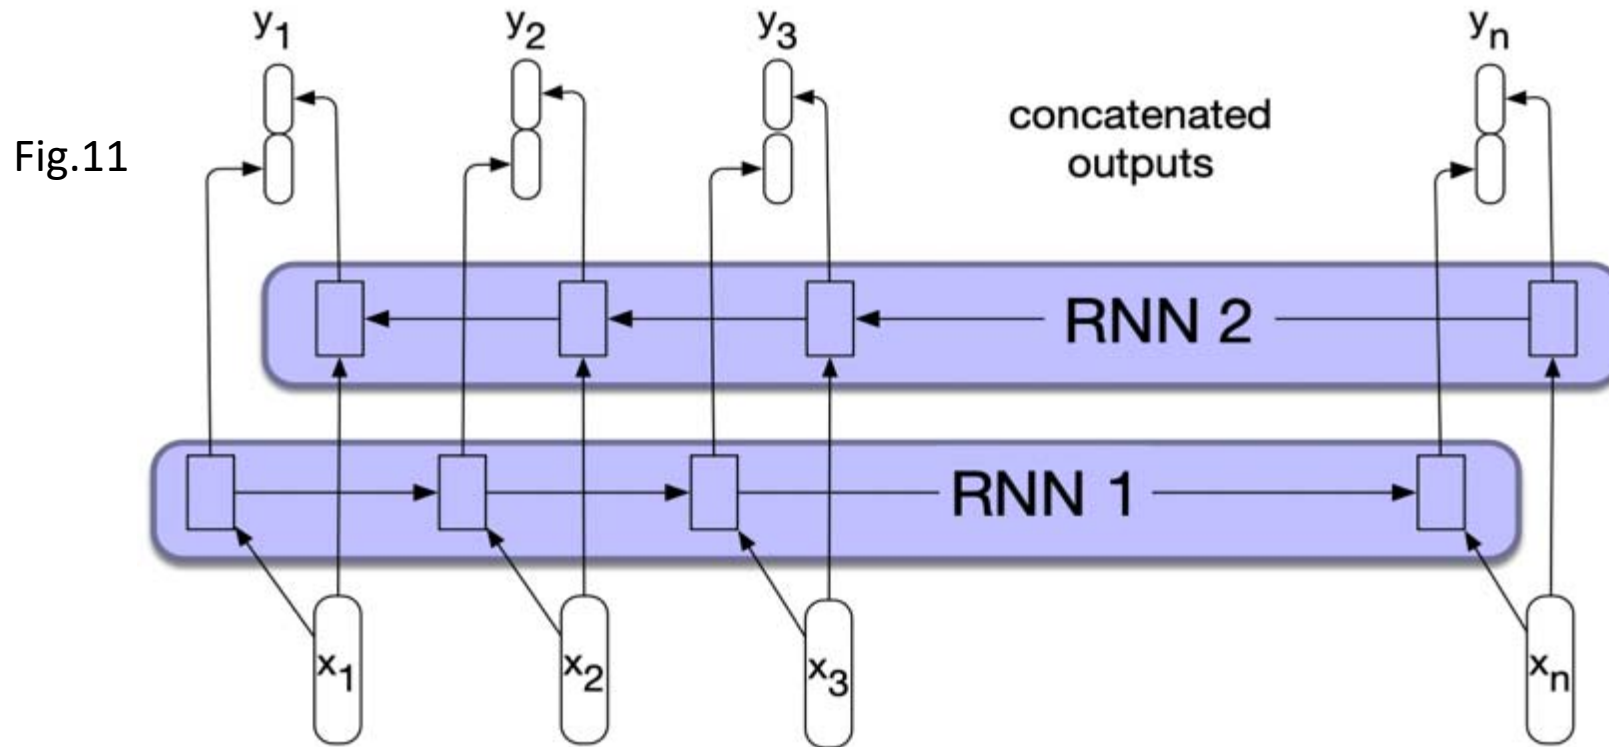 y1
y2
y3
yn
concatenated
outputs
Fig.11
RNN 2
RNN 1
x1
x2
x3
xn